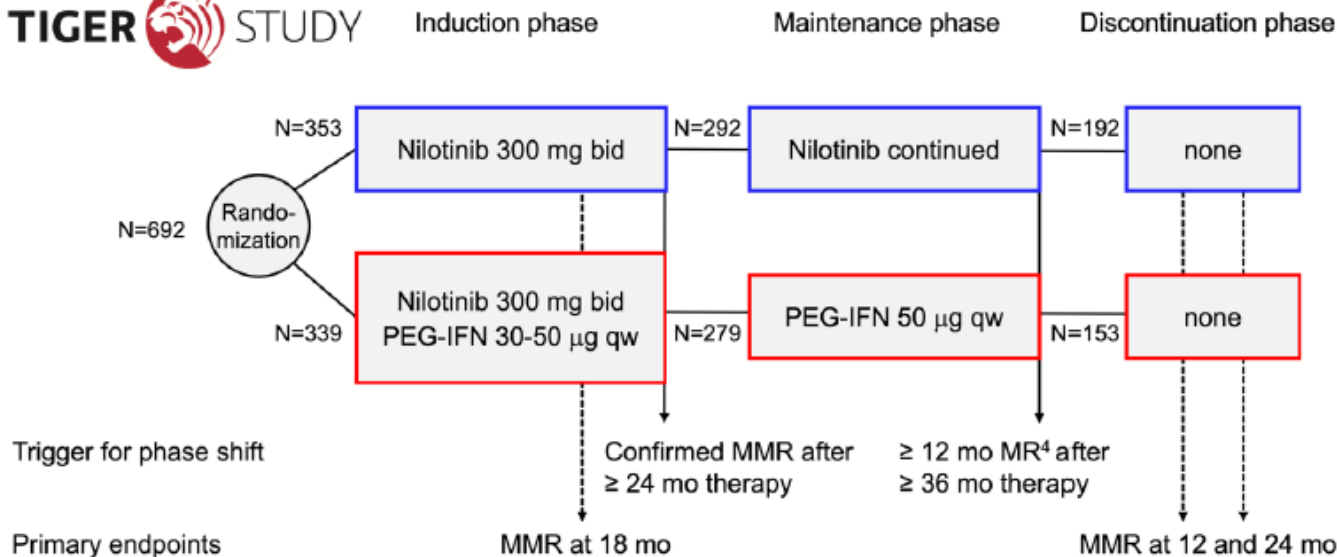 TIGER STUDY
Induction phase
Maintenance phase
Discontinuation phase
N=353
Nilotinib 300 mg bid
N=292
Nilotinib continued
N=192
none
N=692
Rando-
mization
N=339
Nilotinib 300 mg bid
PEG-IFN 30-50 μg qw
N=279
PEG-IFN 50 μg qw
N=153
none
Trigger for phase shift
Confirmed MMR after
≥ 24 mo therapy
≥ 12 mo MR⁴ after
≥ 36 mo therapy
Primary endpoints
MMR at 18 mo
MMR at 12 and 24 mo